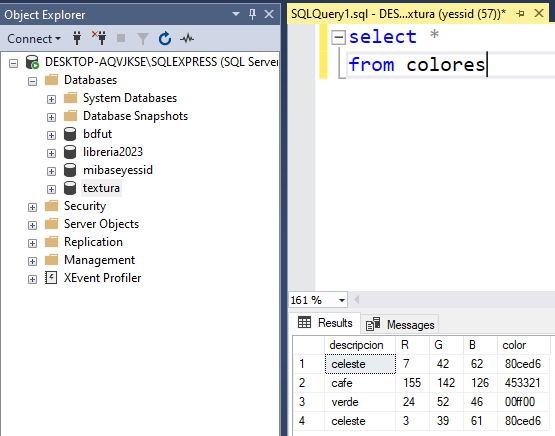 Object Explorer
Connect
DESKTOP-AQVJKSE\SQLEXPRESS (SQL Server
Databases
System Databases
Database Snapshots
bdfut
libreria2023
mibaseyessid
textura
Security
Server Objects
Replication
Management
XEvent Profiler
SQLQuery1.sql - DES...xtura (yessid (57))*
select *
from colores
161 %
Results Messages
descripcion R G B color
1 celeste 7 42 62 80ced6
2 cafe 155 142 126 453321
3 verde 24 52 46 00ff00
4 celeste 3 39 61 80ced6